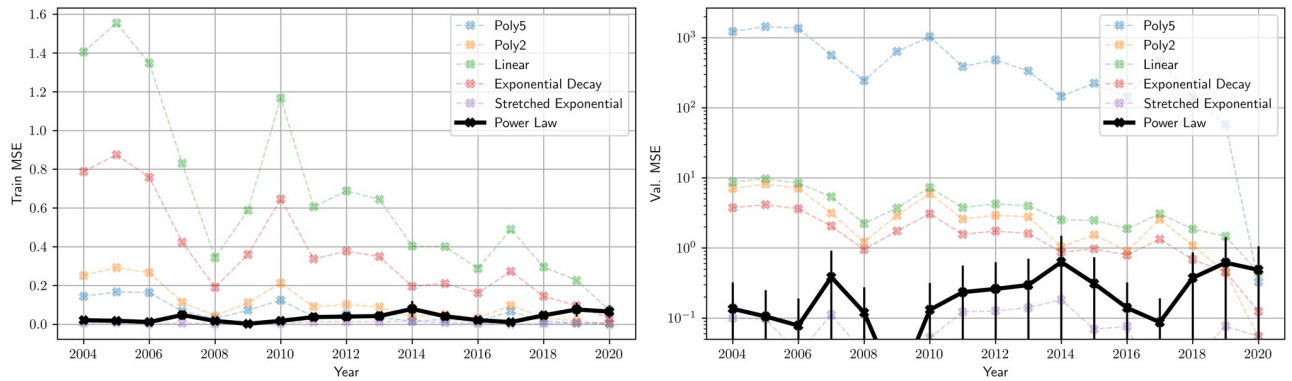 1.6
1.4
1.2
1.0
0.8
0.6
0.4
0.2
0.0
Train MSE
2004 2006 2008 2010 2012 2014 2016 2018 2020
Year
Poly5
Poly2
Linear
Exponential Decay
Stretched Exponential
Power Law
10³
10²
10¹
10⁰
10⁻¹
Val. MSE
2004 2006 2008 2010 2012 2014 2016 2018 2020
Year
Poly5
Poly2
Linear
Exponential Decay
Stretched Exponential
Power Law